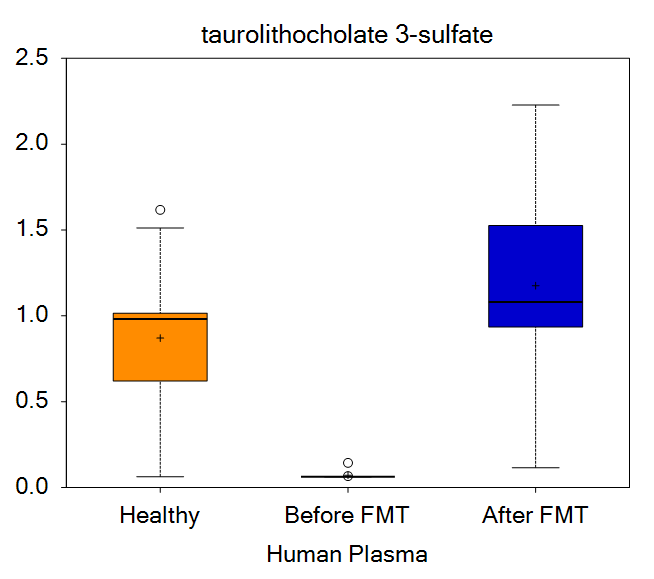 taurolithocholate 3-sulfate
2.5
2.0
1.5
1.0
0.5
0.0
Healthy
Before FMT
After FMT
Human Plasma